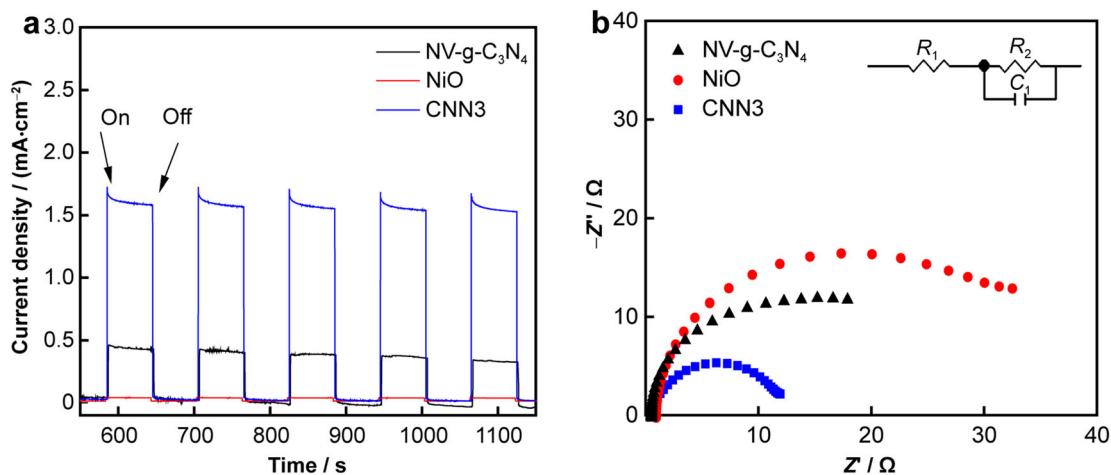 a
3.0
2.5
2.0
1.5
1.0
0.5
0
Current density / (mA·cm⁻²)
NV-g-C₃N₄
NiO
CNN3
On
Off
600
700
800
900
1000
1100
Time / s
b
40
30
20
10
0
−Z'' / Ω
NV-g-C₃N₄
NiO
CNN3
R₁
R₂
C₁
0
10
20
30
40
Z' / Ω